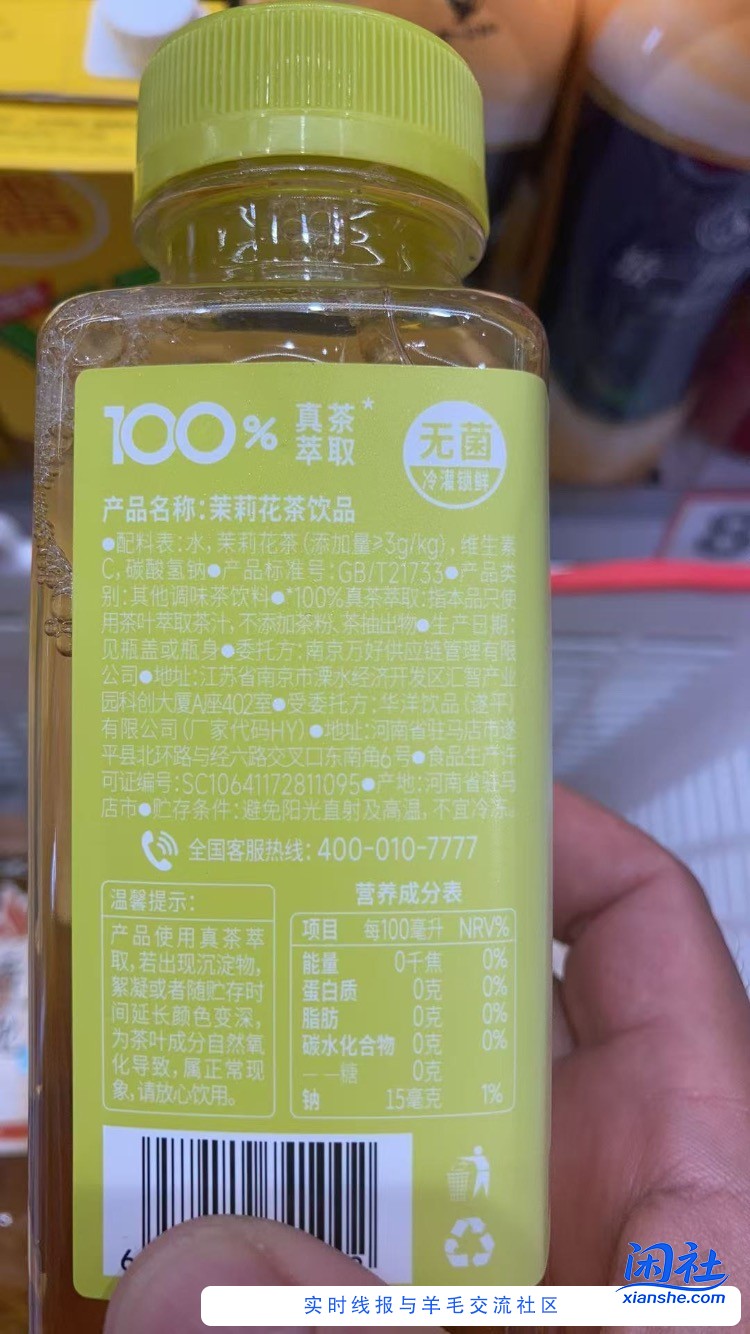 100% 真茶萃取*
无菌
冷灌锁鲜
产品名称:茉莉花茶饮品
●配料表:水,茉莉花茶(添加量≥3g/kg),维生素
C,碳酸氢钠●产品标准号:GB/T21733●产品类
别:其他调味茶饮料●*100%真茶萃取:指本品只使
用茶叶萃取茶汁,不添加茶粉、茶抽出物●生产日期:
见瓶盖或瓶身●委托方:南京万好供应链管理有限
公司●地址:江苏省南京市溧水经济开发区汇智产业
园科创大厦A座402室●受委托方:华洋饮品(遂平)
有限公司(厂家代码HY)●地址:河南省驻马店市遂
平县北环路与经六路交叉口东南角6号●食品生产许
可证编号:SC10641172811095●产地:河南省驻马
店市●贮存条件:避免阳光直射及高温,不宜冷冻。
全国客服热线:400-010-7777
温馨提示:
产品使用真茶萃
取,若出现沉淀物,
絮凝或者随贮存时
间延长颜色变深,
为茶叶成分自然氧
化导致,属正常现
象,请放心饮用。
营养成分表
项目 每100毫升 NRV%
能量 0千焦 0%
蛋白质 0克 0%
脂肪 0克 0%
碳水化合物 0克 0%
——糖 0克
钠 15毫克 1%
6
8
实时线报与羊毛交流社区
闲社
xianshe.com